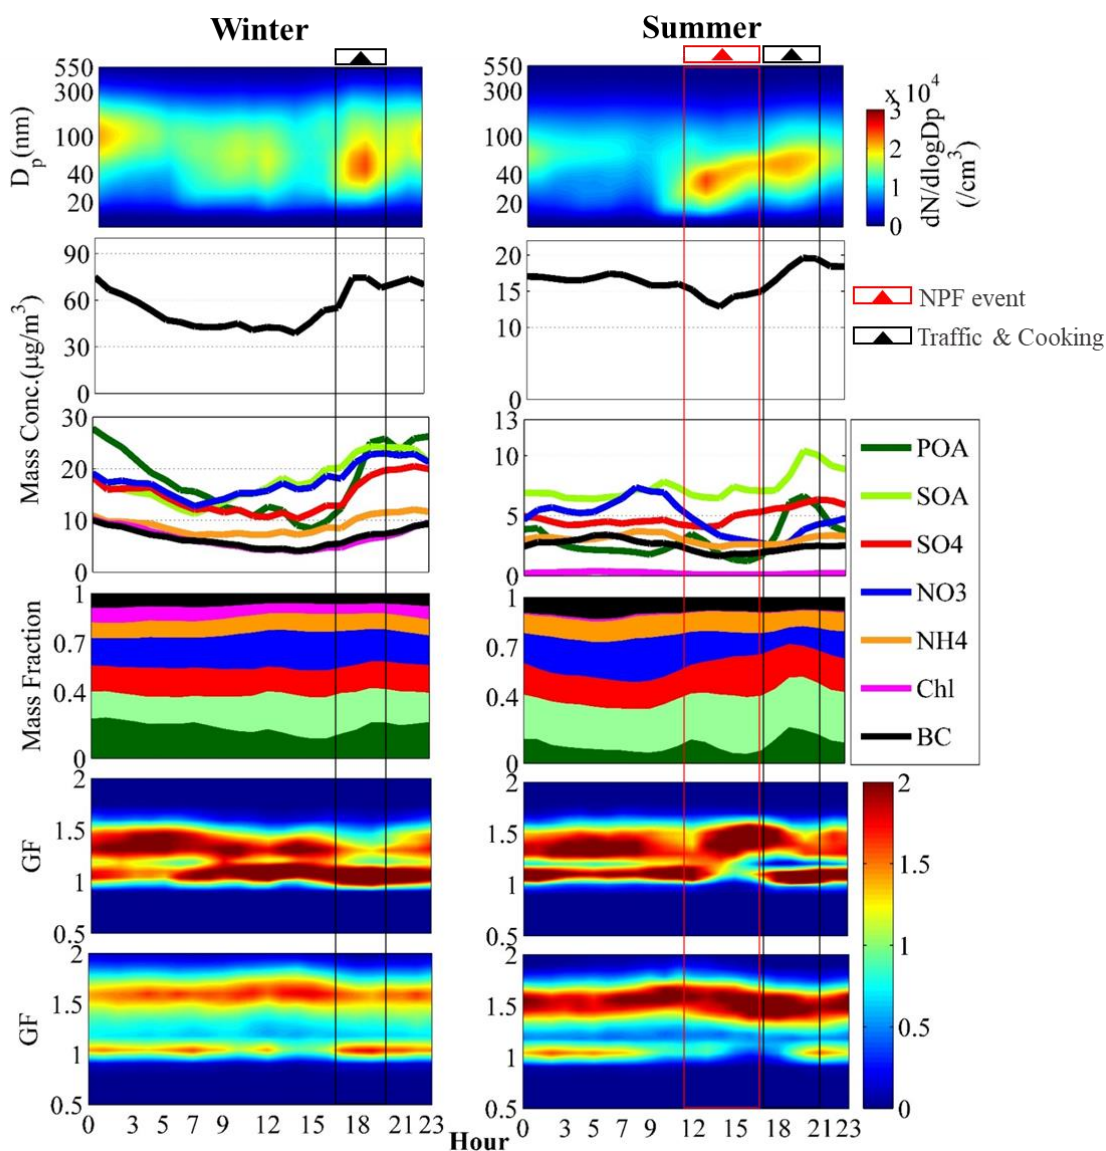 Winter
Summer
550
300
100
40
20
D_p (nm)
550
300
100
40
20
x 10^4
3
2
1
0
dN/dlogDp
(/cm^3)
90
60
30
0
20
15
10
0
Mass Conc.(μg/m^3)
NPF event
Traffic & Cooking
30
20
10
0
13
10
5
0
POA
SOA
SO4
NO3
NH4
Chl
BC
Mass Fraction
1
0.7
0.4
0
1
0.7
0.4
0
GF
2
1.5
1
0.5
2
1.5
1
0.5
2
1.5
1
0.5
0
GF
2
1.5
1
0.5
2
1.5
1
0.5
0 3 5 7 9 12 15 18 21 23
0 3 5 7 9 12 15 18 21 23
Hour